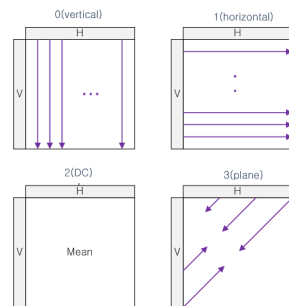 0(vertical)
H
V
1(horizontal)
H
V
2(DC)
H
V
Mean
3(plane)
H
V